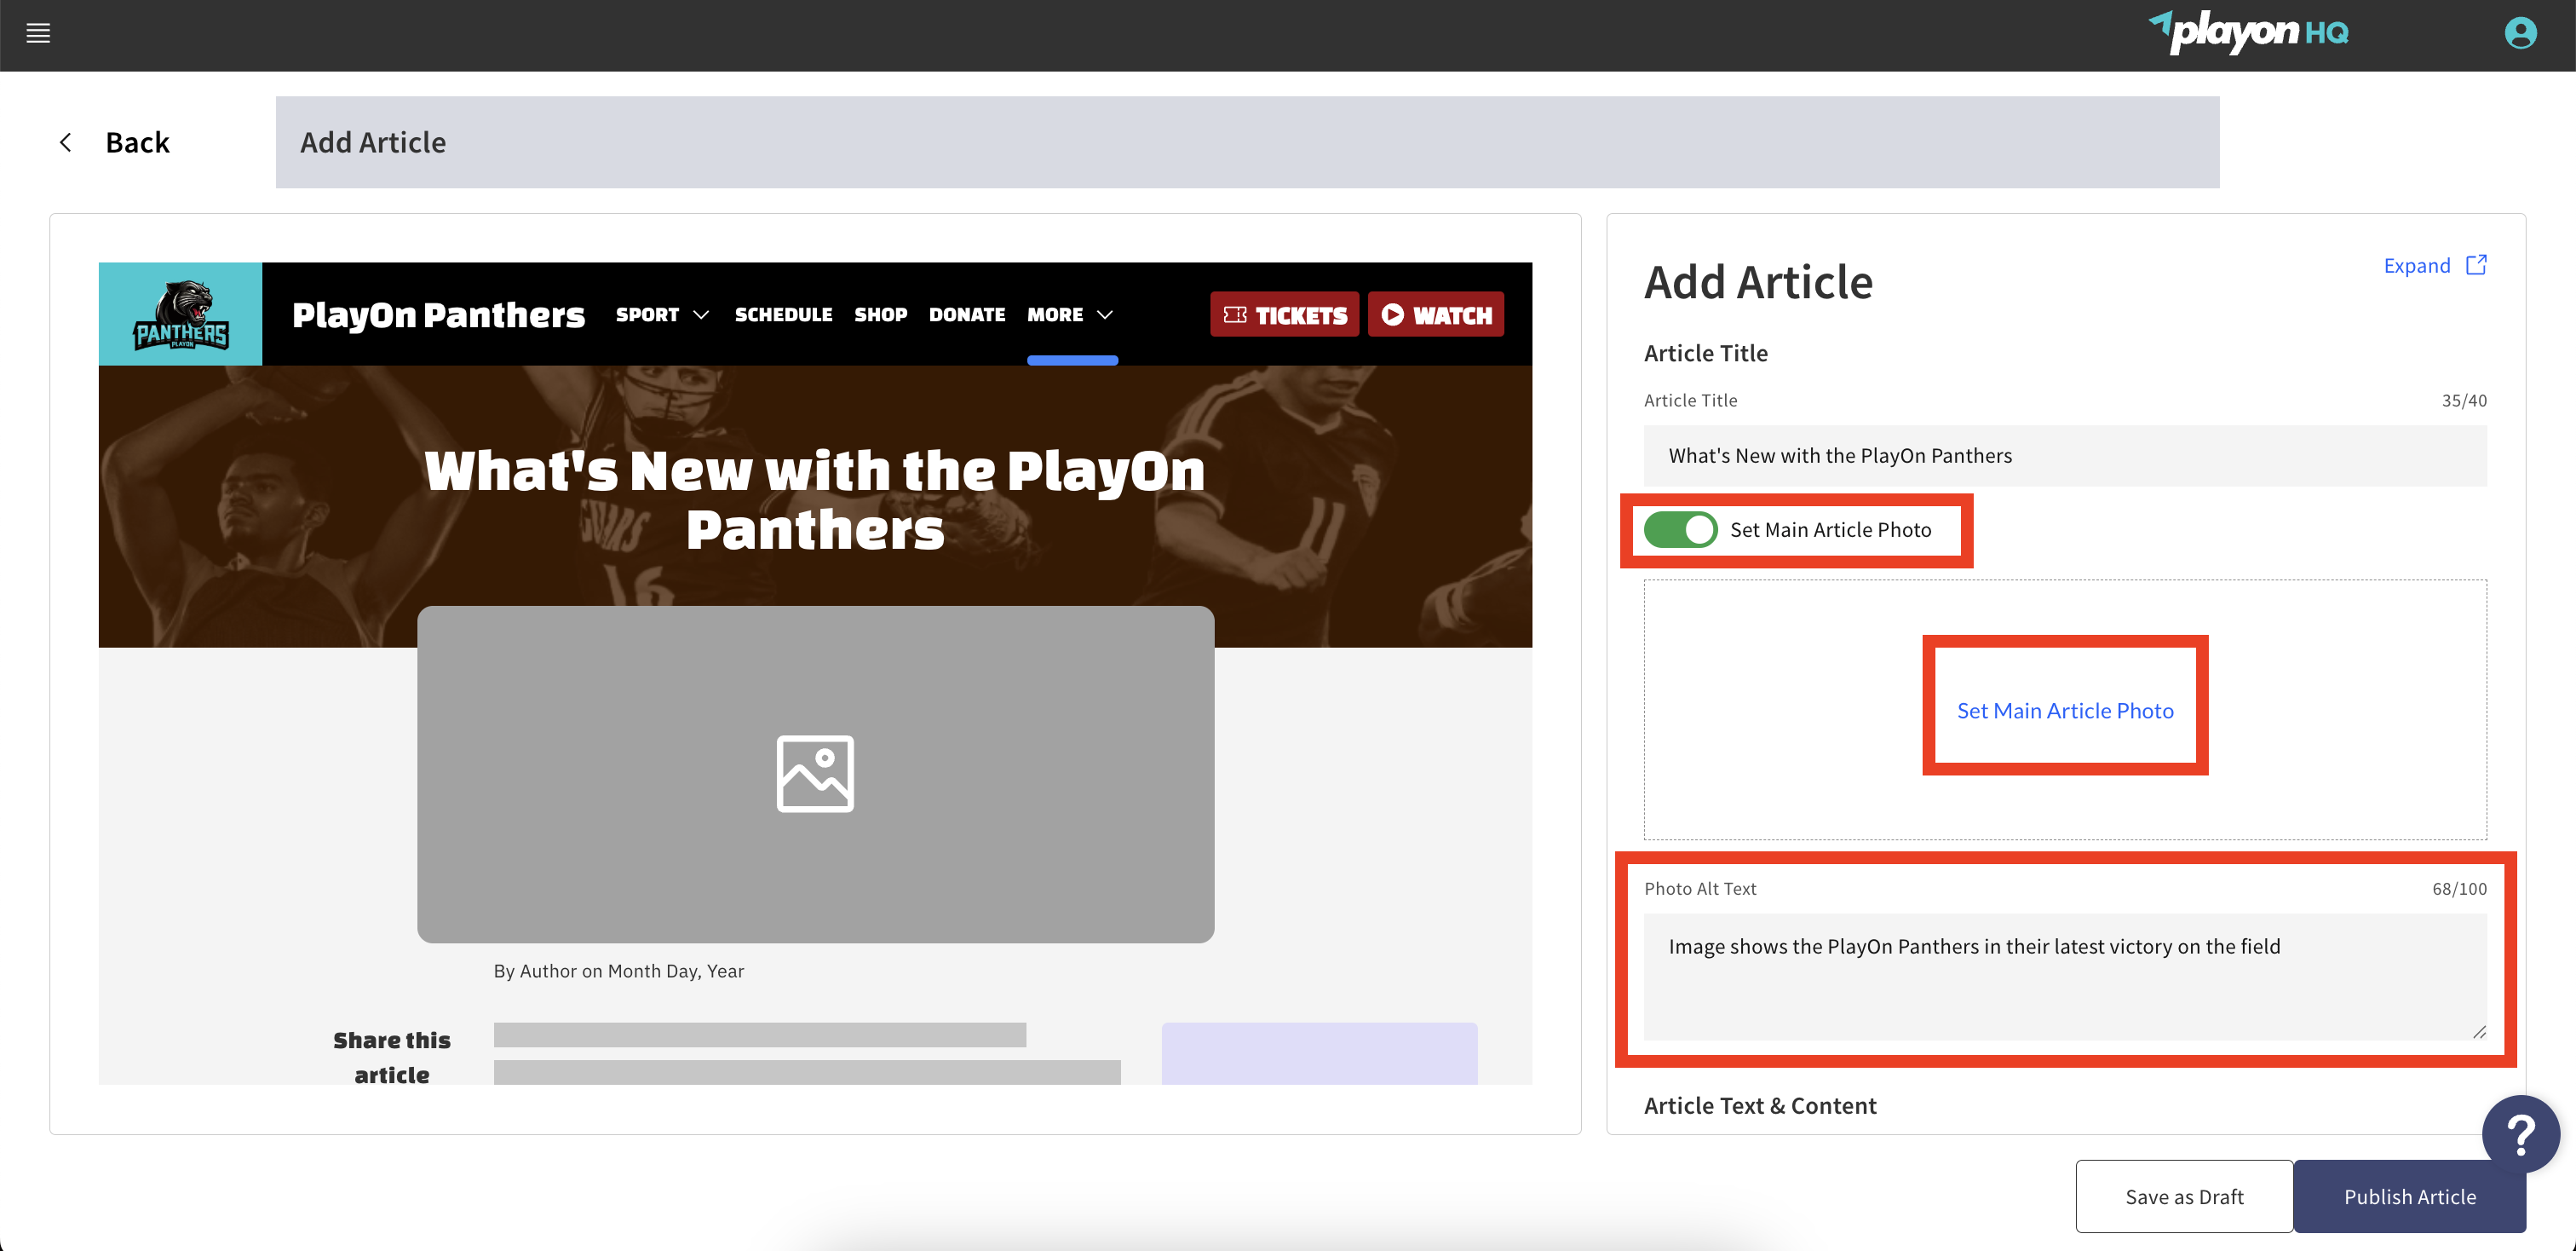 playon HQ
Back
Add Article
PANTHERS
PLAYON
PlayOn Panthers
SPORT
SCHEDULE
SHOP
DONATE
MORE
TICKETS
WATCH
What's New with the PlayOn
Panthers
16
By Author on Month Day, Year
Share this
article
Add Article
Expand
Article Title
Article Title
35/40
What's New with the PlayOn Panthers
Set Main Article Photo
Set Main Article Photo
Photo Alt Text
68/100
Image shows the PlayOn Panthers in their latest victory on the field
Article Text & Content
?
Save as Draft
Publish Article